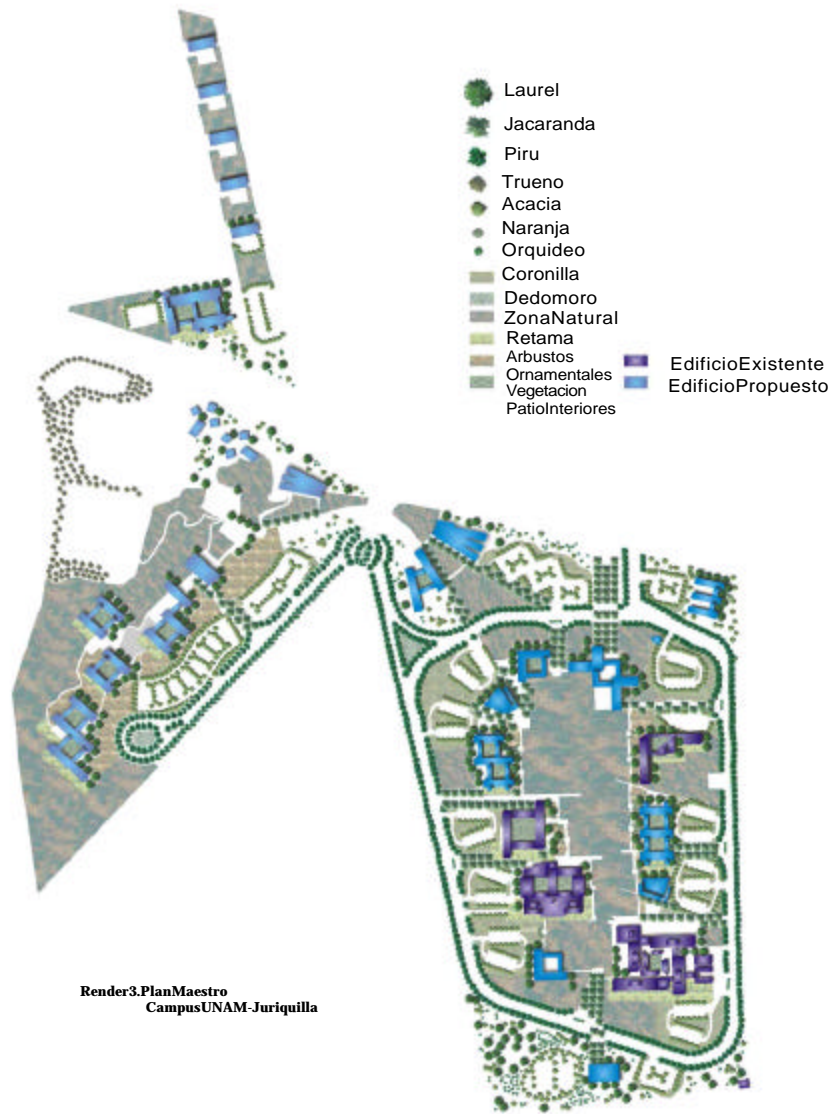 Laurel
Jacaranda
Piru
Trueno
Acacia
Naranja
Orquideo
Coronilla
Dedomoro
ZonaNatural
Retama
Arbustos
Ornamentales
Vegetacion
PatioInteriores
EdificioExistente
EdificioPropuesto
Render3.PlanMaestro
CampusUNAM-Juriquilla